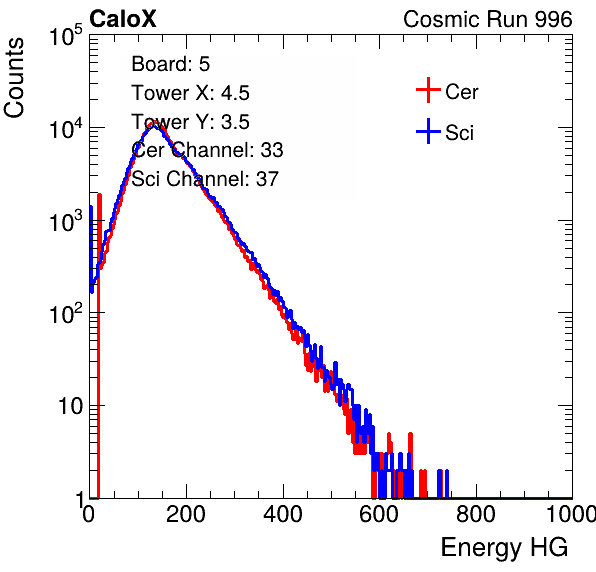 CaloX Cosmic Run 996
Counts
10^5
10^4
10^3
10^2
10
1
Board: 5
Tower X: 4.5
Tower Y: 3.5
Cer Channel: 33
Sci Channel: 37
Cer
Sci
0 200 400 600 800 1000
Energy HG